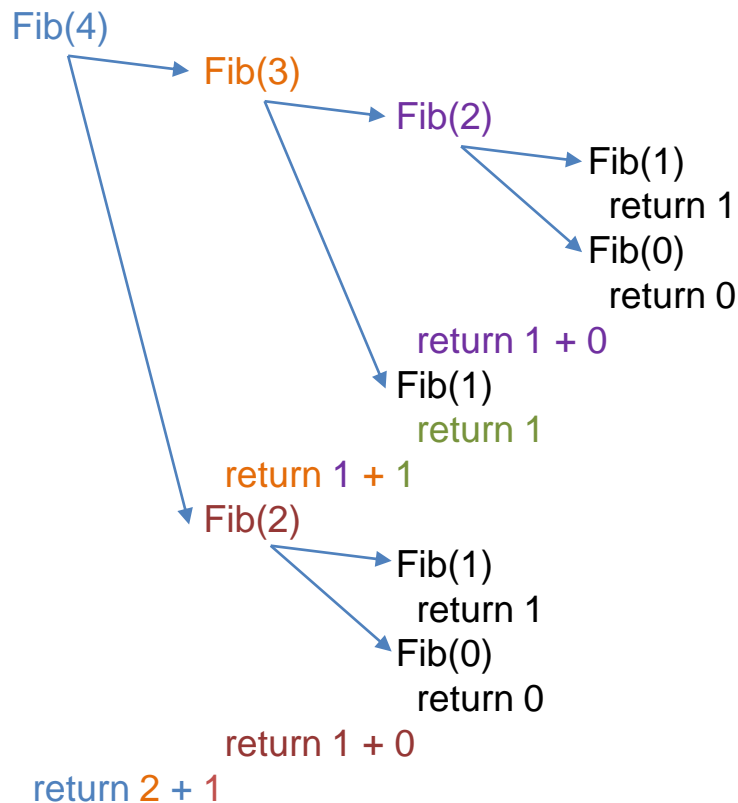 Fib(4)
Fib(3)
Fib(2)
Fib(1)
return 1
Fib(0)
return 0
return 1 + 0
Fib(1)
return 1
return 1 + 1
Fib(2)
Fib(1)
return 1
Fib(0)
return 0
return 1 + 0
return 2 + 1